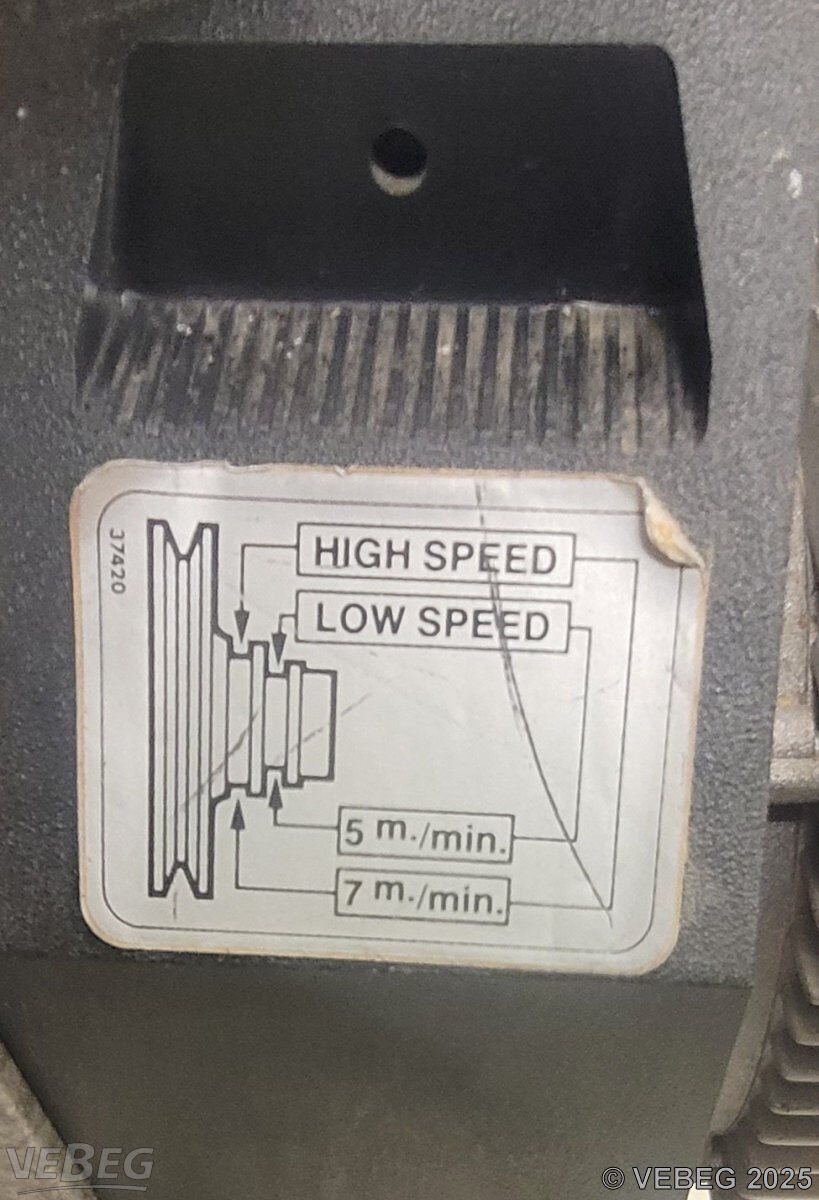 37420
HIGH SPEED
LOW SPEED
5 m./min.
7 m./min.
VEBEG
© VEBEG 2025